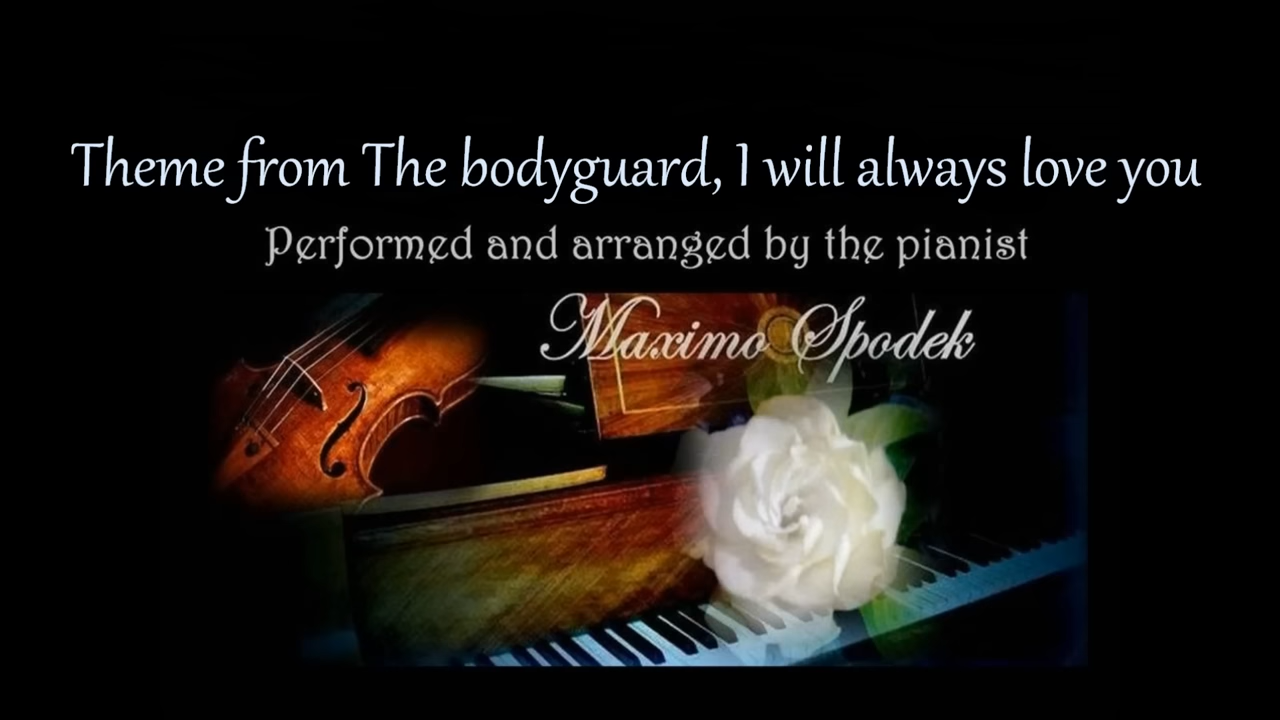 Theme from The bodyguard, I will always love you
Performed and arranged by the pianist
Maximo Spodek